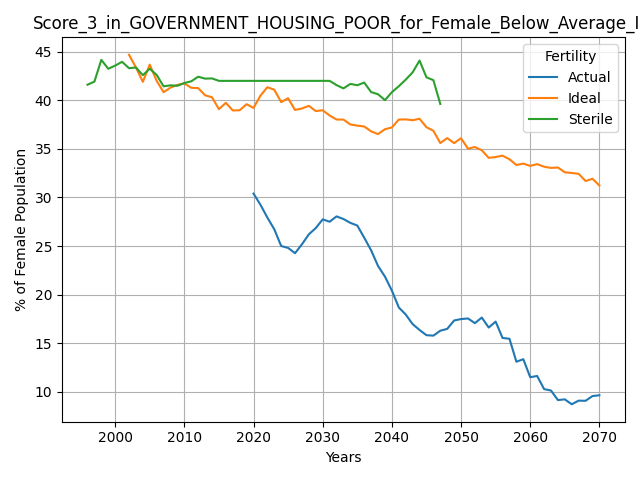 Score_3_in_GOVERNMENT_HOUSING_POOR_for_Female_Below_Average_I
45
40
35
30
25
20
15
10
% of Female Population
Fertility
Actual
Ideal
Sterile
2000 2010 2020 2030 2040 2050 2060 2070
Years